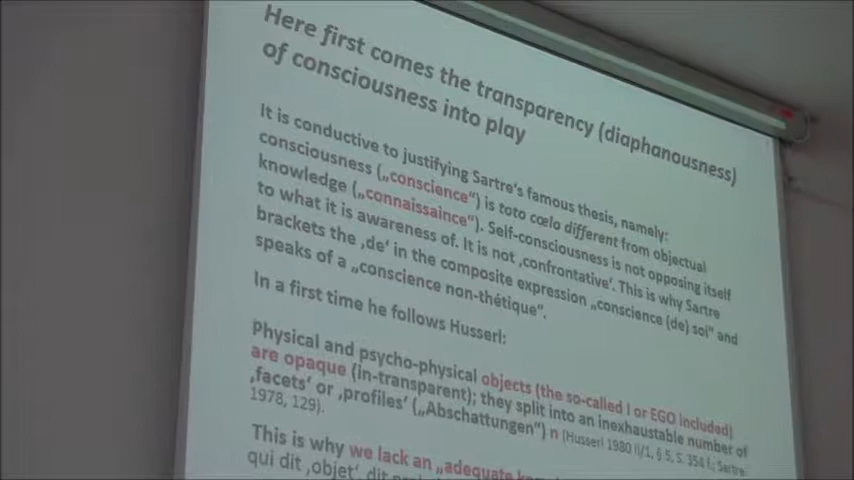 Here first comes the transparency (diaphanousness)
of consciousness into play
It is conductive to justifying Sartre's famous thesis, namely:
consciousness („conscience“) is toto cœlo different from objectual
knowledge („connaissaince“). Self-consciousness is not opposing itself
to what it is awareness of. It is not ‚confrontative‘. This is why Sartre
brackets the ‚de‘ in the composite expression „conscience (de) soi“ and
speaks of a „conscience non-thétique“.
In a first time he follows Husserl:
Physical and psycho-physical objects (the so-called I or EGO included)
are opaque (in-transparent); they split into an inexhaustable number of
‚facets‘ or ‚profiles‘ („Abschattungen“) n (Husserl 1980 II/1, § 5, S. 354 f.; Sartre
1978, 129).
This is why we lack an „adequate
qui dit ‚objet‘, dit